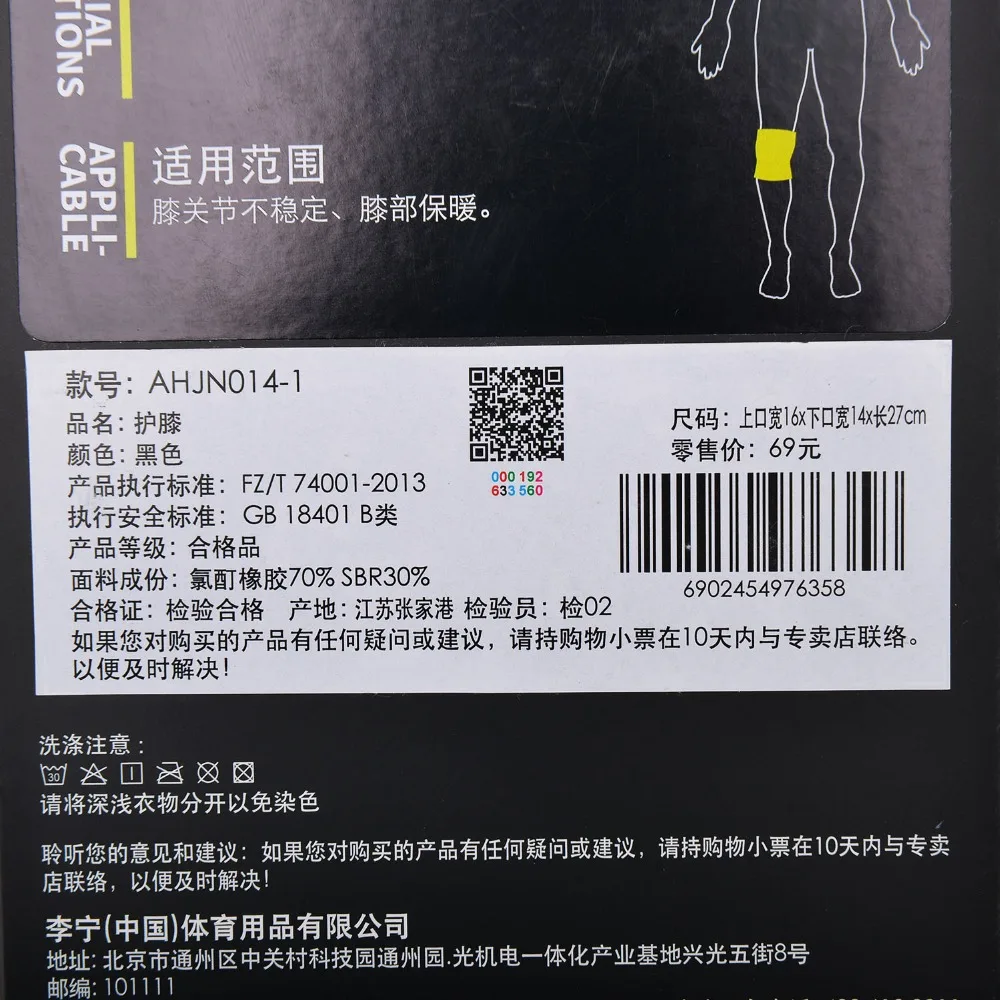 IAL
TIONS
APPLI-
CABLE
适用范围
膝关节不稳定、膝部保暖。
款号：AHJN014-1
品名：护膝
颜色：黑色
产品执行标准：FZ/T 74001-2013
执行安全标准：GB 18401 B类
产品等级：合格品
面料成份：氯酊橡胶70% SBR30%
合格证：检验合格 产地：江苏张家港 检验员：检02
如果您对购买的产品有任何疑问或建议，请持购物小票在10天内与专卖店联络。
以便及时解决！
000 192
633 560
尺码：上口宽16x下口宽14x长27cm
零售价：69元
6902454976358
洗涤注意：
30
请将深浅衣物分开以免染色
聆听您的意见和建议：如果您对购买的产品有任何疑问或建议，请持购物小票在10天内与专卖
店联络，以便及时解决！
李宁(中国)体育用品有限公司
地址：北京市通州区中关村科技园通州园.光机电一体化产业基地兴光五街8号
邮编：101111